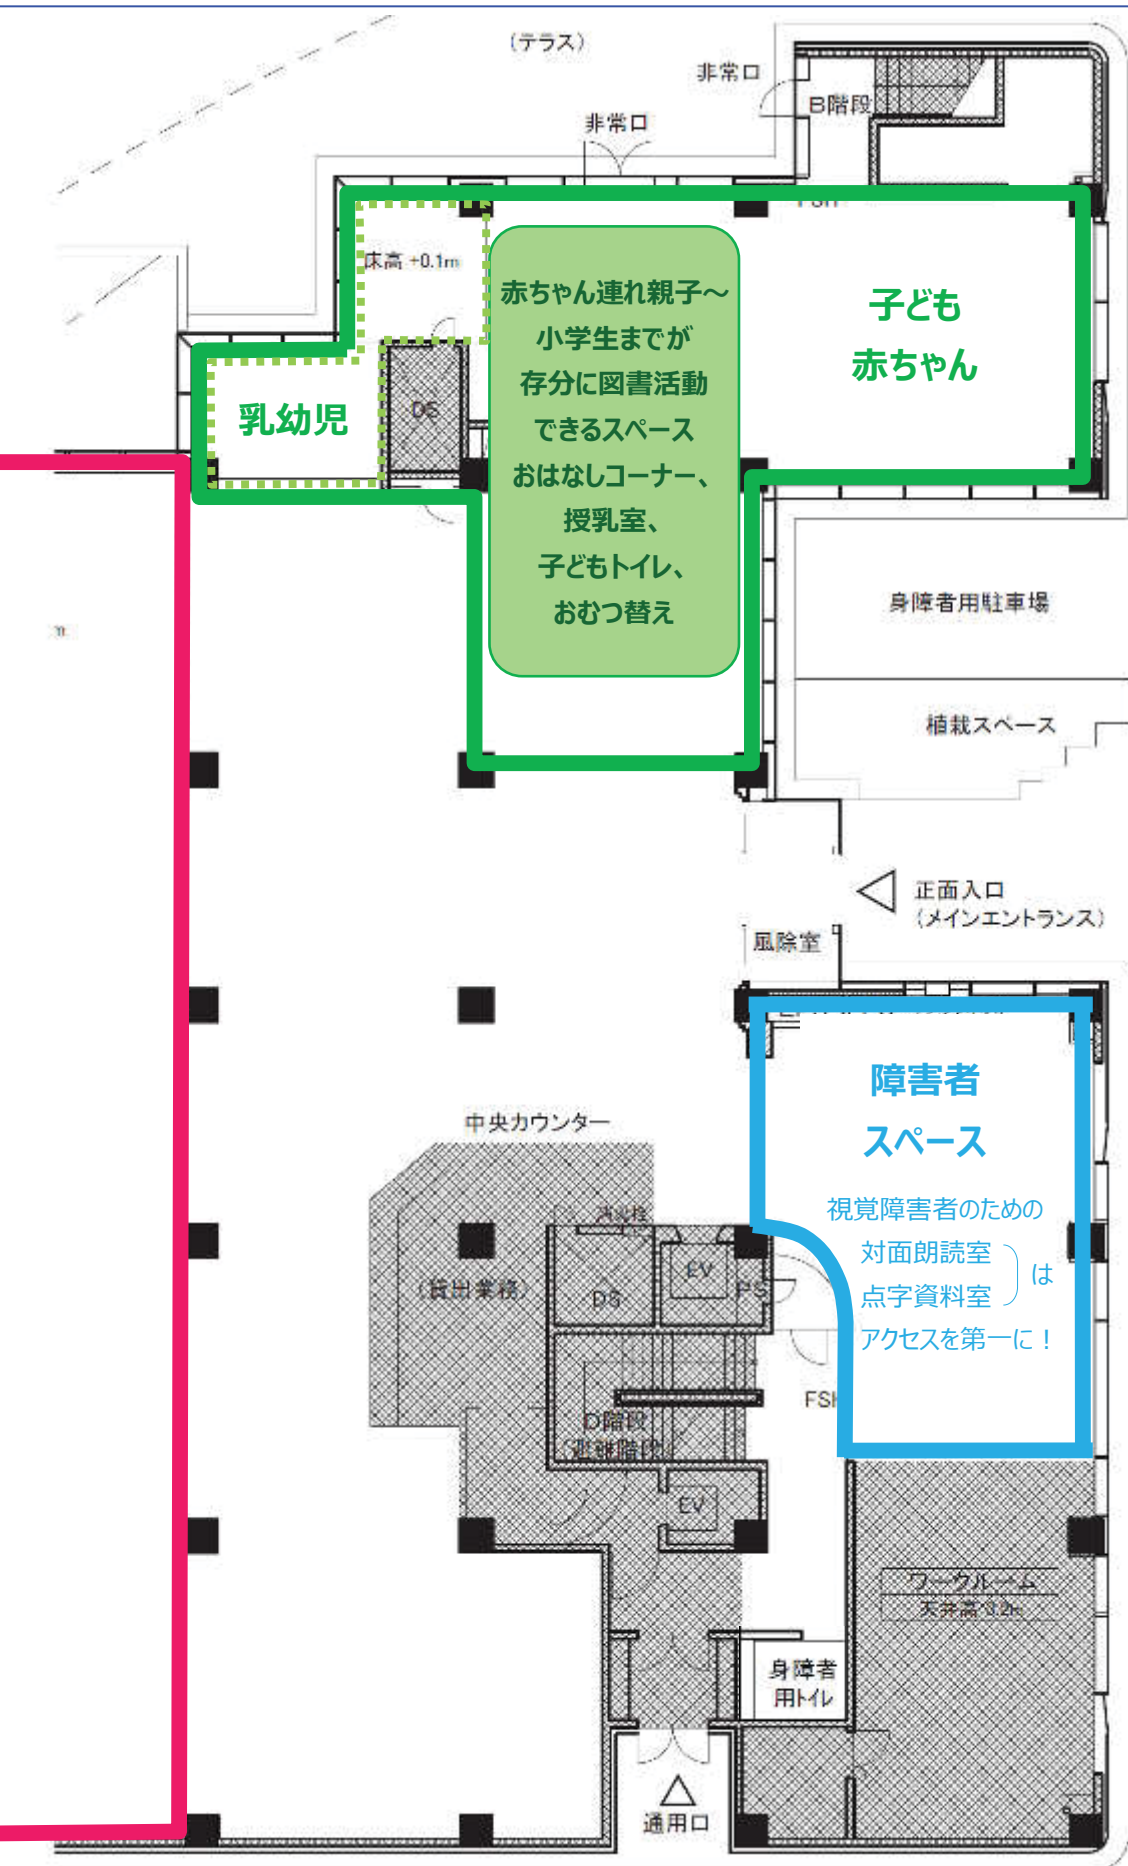 (テラス)
非常口
非常口
B階段
床高 +0.1m
赤ちゃん連れ親子～
小学生までが
存分に図書活動
できるスペース
おはなしコーナー、
授乳室、
子どもトイレ、
おむつ替え
子ども
赤ちゃん
乳幼児
DS
身障者用駐車場
植栽スペース
正面入口
(メインエントランス)
風除室
障害者
スペース
視覚障害者のための
対面朗読室
点字資料室
は
アクセスを第一に！
中央カウンター
消火栓
(貸出業務)
EV
DS
PS
D階段
(避難階段)
FSH
EV
ワークルーム
天井高 3.2m
身障者
用トイレ
通用口